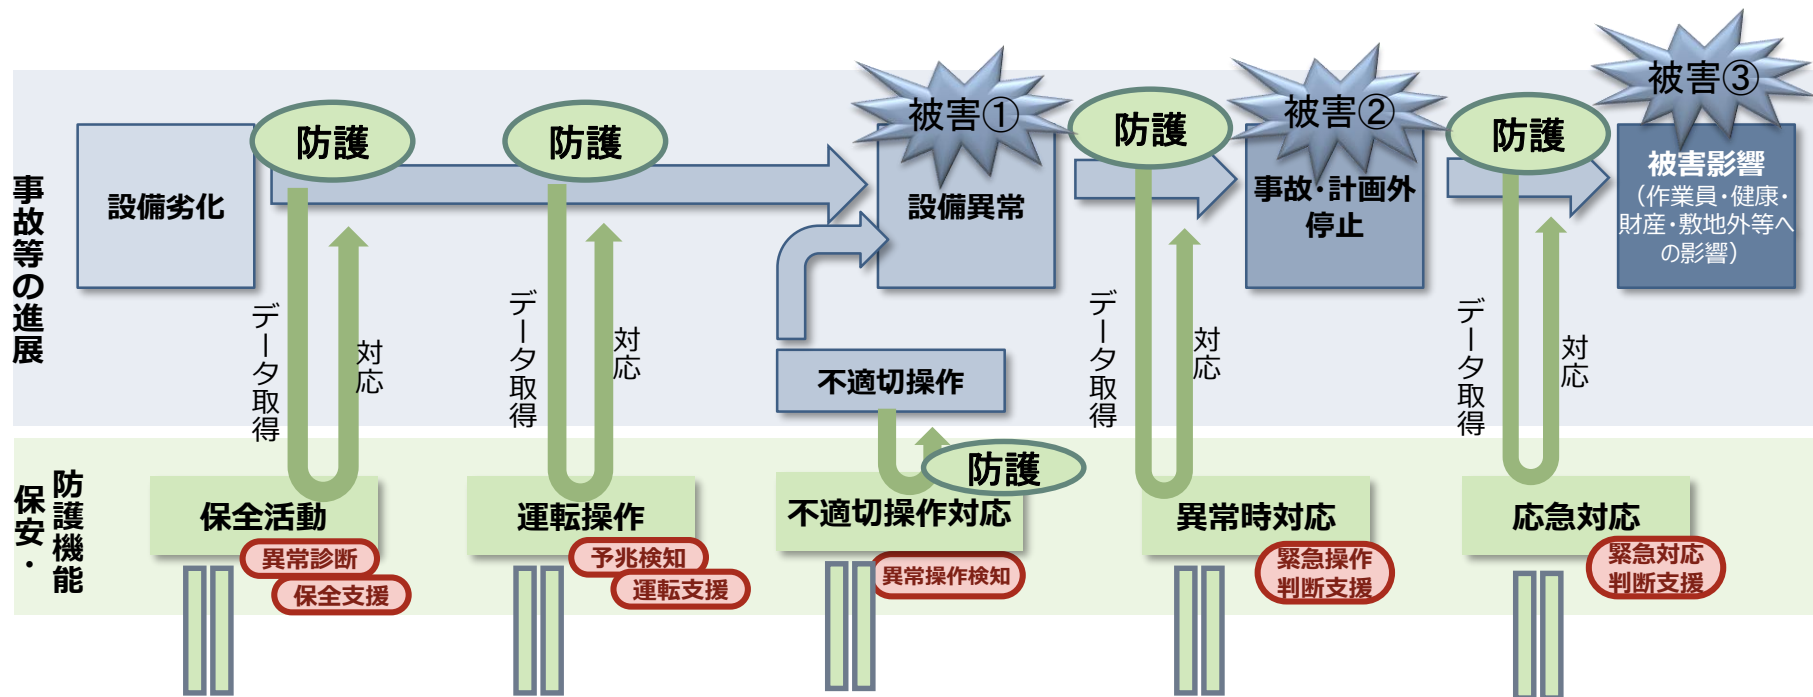 事故等の進展
被害①
被害②
被害③
防護
防護
防護
防護
設備劣化
設備異常
事故・計画外
停止
被害影響
（作業員・健康・
財産・敷地外等へ
の影響）
データ取得
対応
データ取得
対応
不適切操作
データ取得
対応
データ取得
対応
保安・
防護機能
防護
保全活動
異常診断
保全支援
運転操作
予兆検知
運転支援
不適切操作対応
異常操作検知
異常時対応
緊急操作
判断支援
応急対応
緊急対応
判断支援